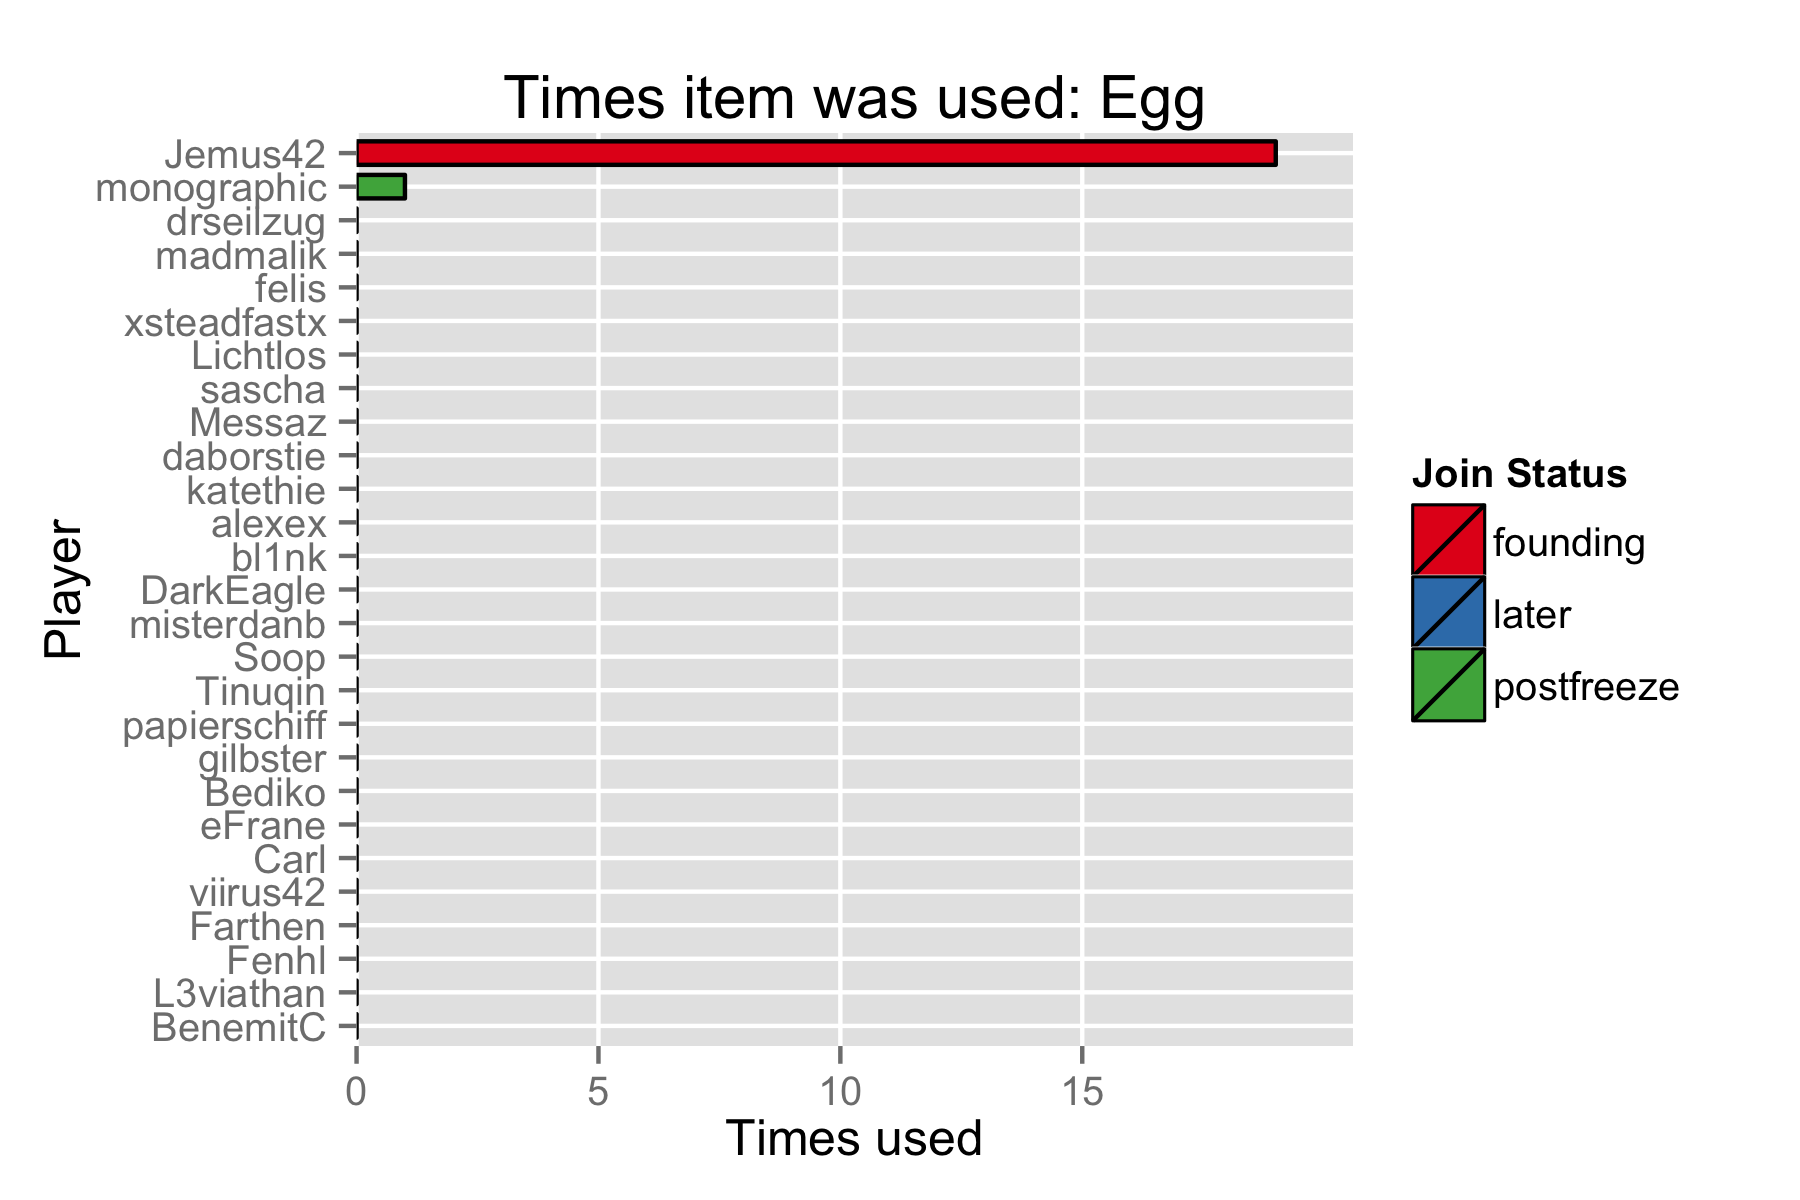 Times item was used: Egg
Jemus42
monographic
drseilzug
madmalik
felis
xsteadfastx
Lichtlos
sascha
Messaz
daborstie
katethie
alexex
bl1nk
DarkEagle
misterdanb
Soop
Tinuqin
papierschiff
gilbster
Bediko
eFrane
Carl
viirus42
Farthen
Fenhl
L3viathan
BenemitC
Player
0 5 10 15
Times used
Join Status
founding
later
postfreeze